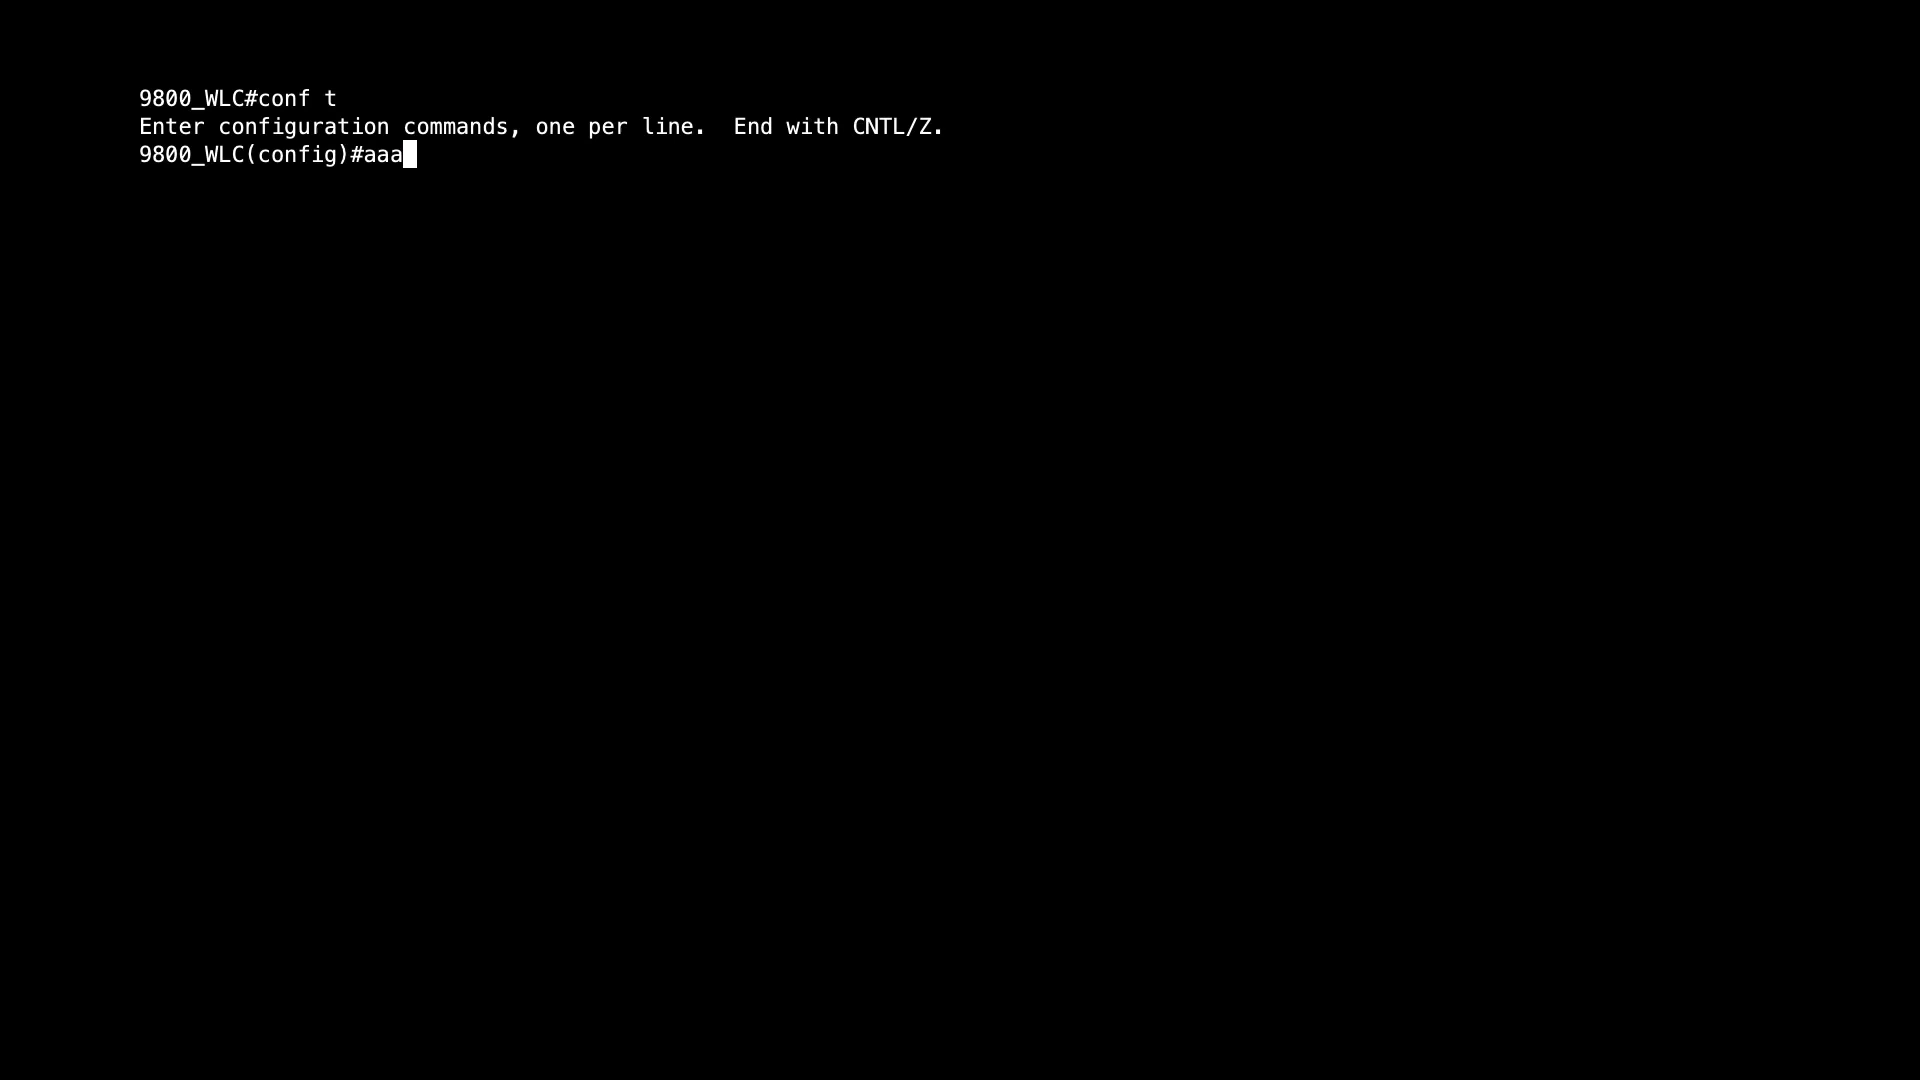 9800_WLC#conf t
Enter configuration commands, one per line.  End with CNTL/Z.
9800_WLC(config)#aaa